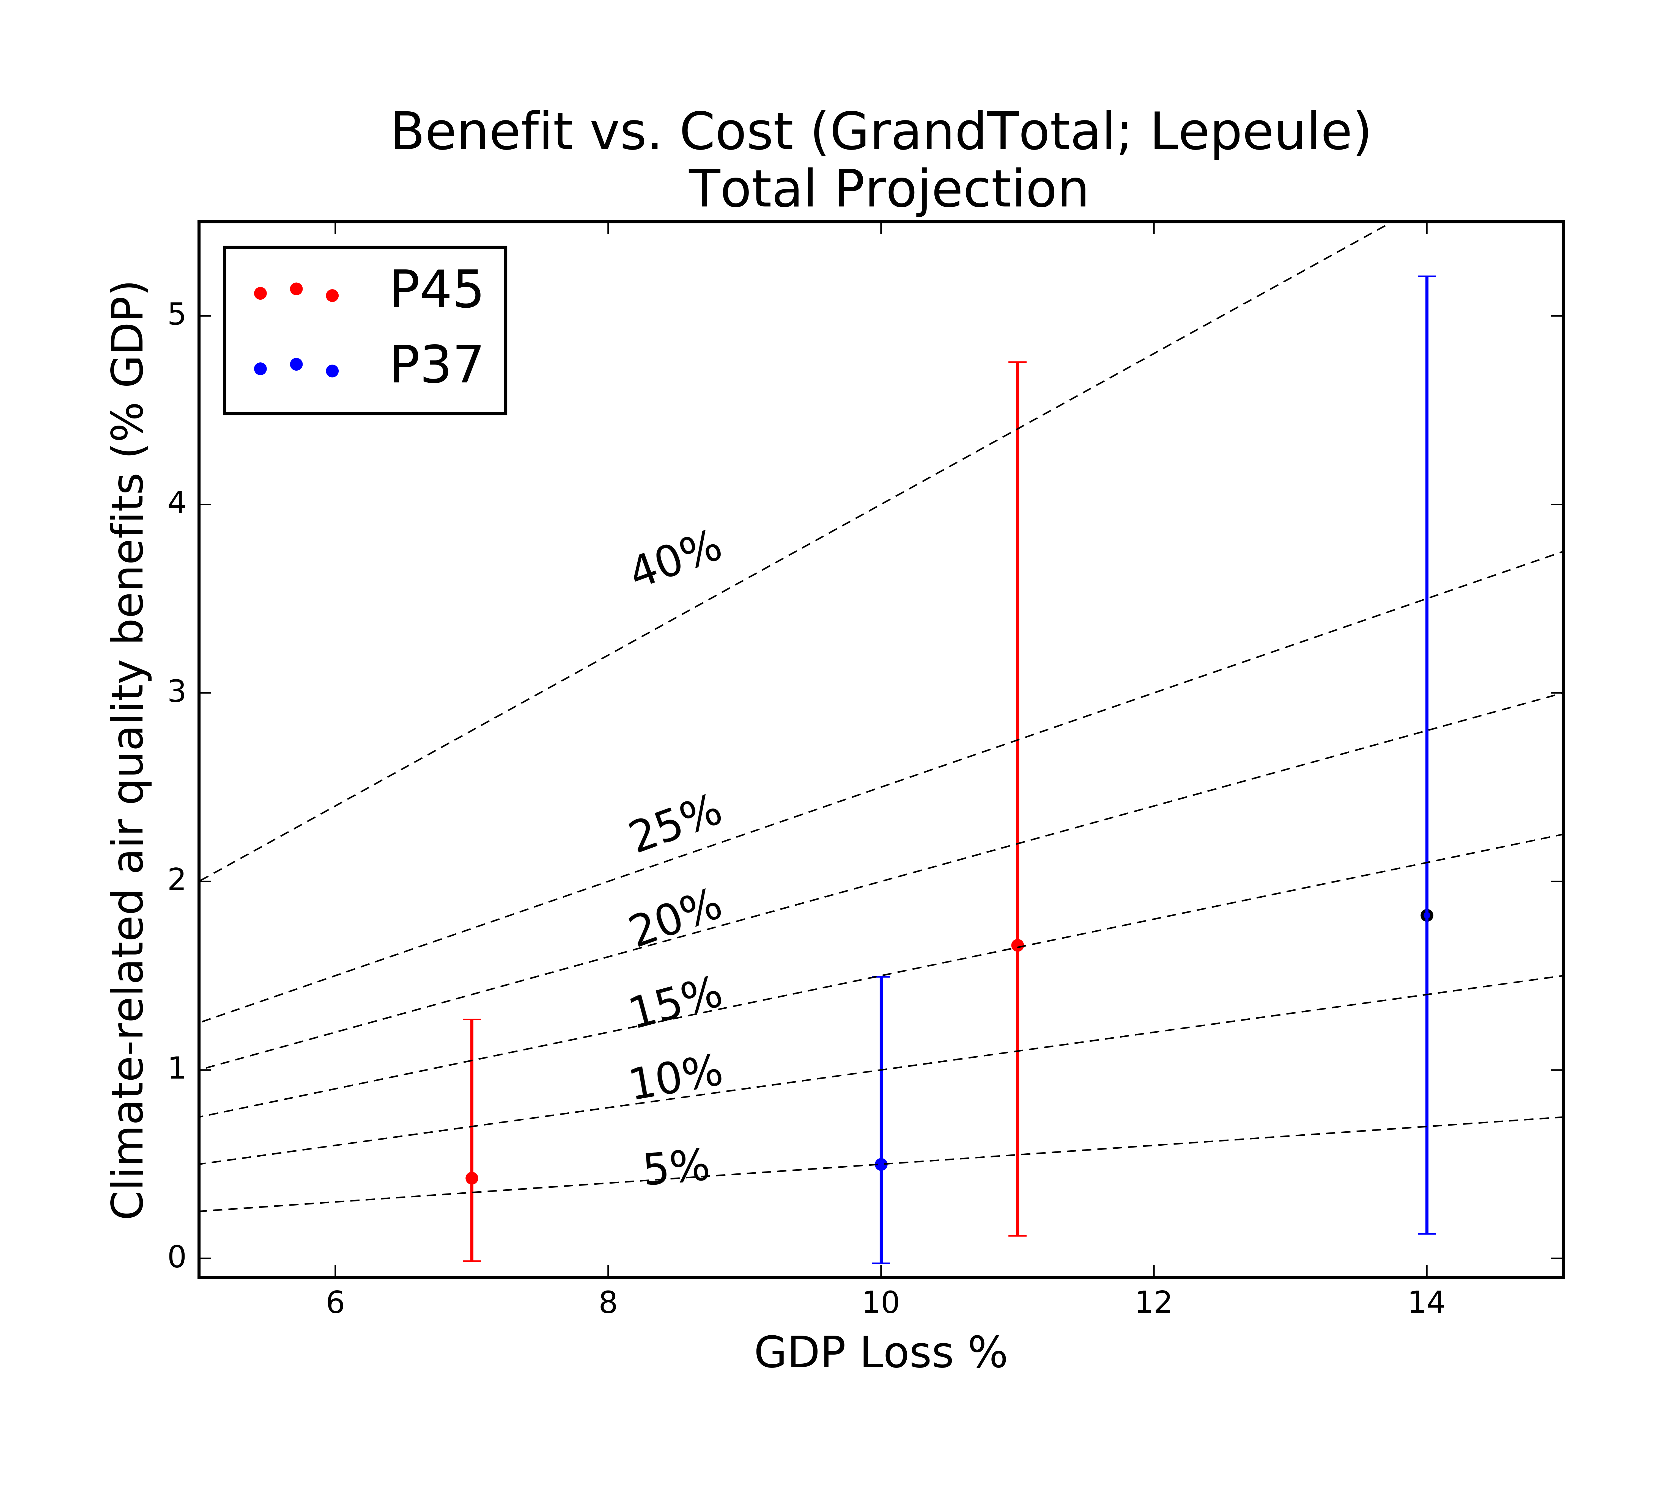 Benefit vs. Cost (GrandTotal; Lepeule)
Total Projection
P45
P37
Climate-related air quality benefits (% GDP)
5
4
3
2
1
0
40%
25%
20%
15%
10%
5%
6
8
10
12
14
GDP Loss %